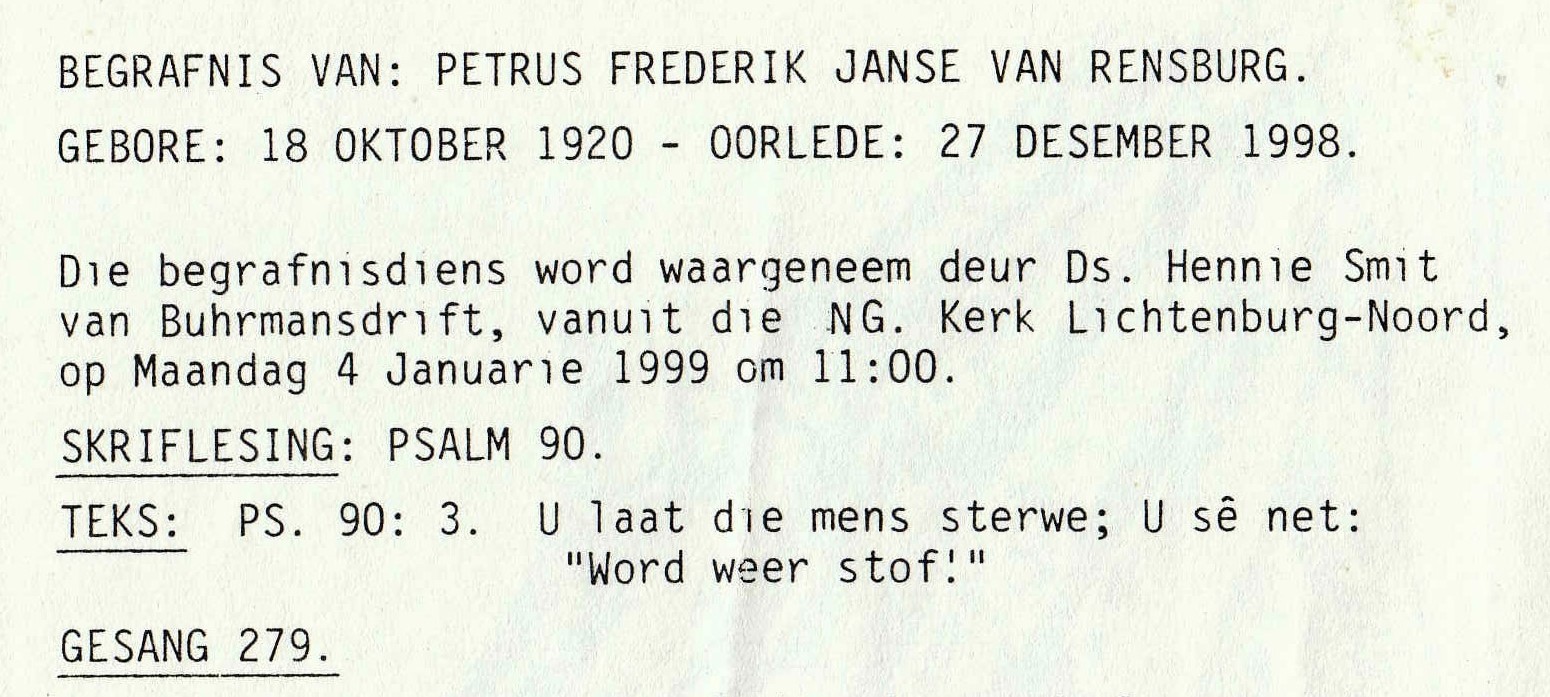 BEGRAFNIS VAN: PETRUS FREDERIK JANSE VAN RENSBURG.
GEBORE: 18 OKTOBER 1920 - OORLEDE: 27 DESEMBER 1998.
Die begrafnisdiens word waargeneem deur Ds. Hennie Smit
van Buhrmansdrift, vanuit die NG. Kerk Lichtenburg-Noord,
op Maandag 4 Januarie 1999 om 11:00.
SKRIFLESING: PSALM 90.
TEKS: PS. 90: 3. U laat die mens sterwe; U sê net:
"Word weer stof!"
GESANG 279.